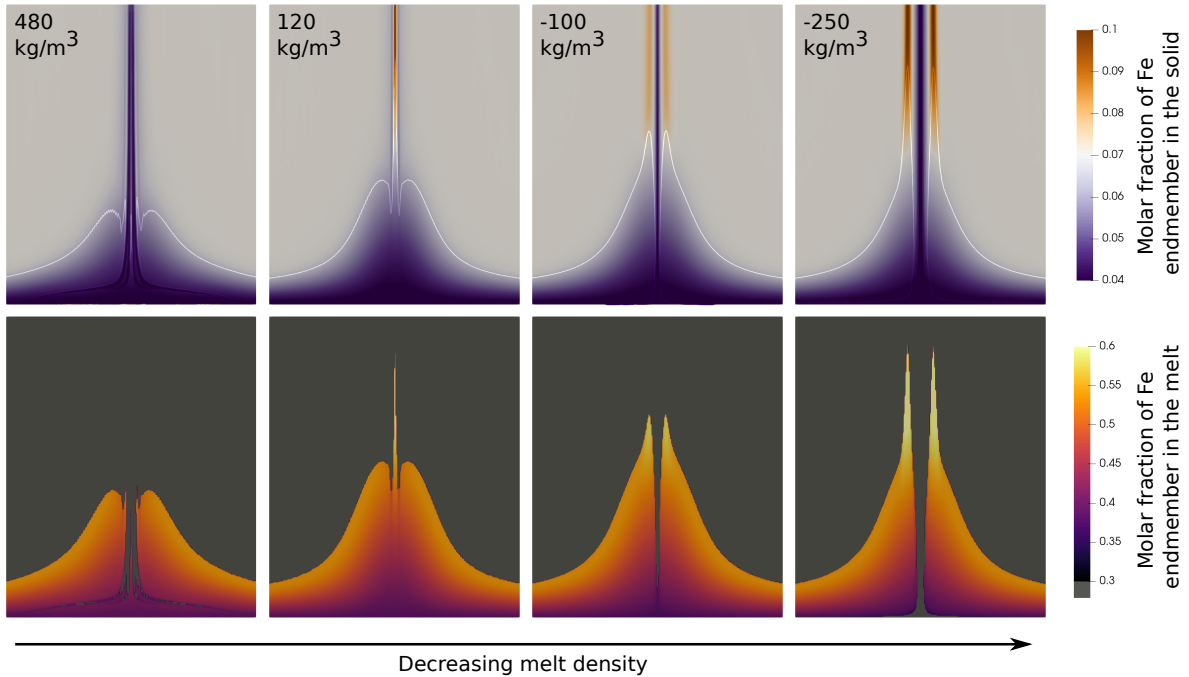 480
kg/m³
120
kg/m³
-100
kg/m³
-250
kg/m³
0.1
0.09
0.08
0.07
0.06
0.05
0.04
Molar fraction of Fe
endmember in the solid
0.6
0.55
0.5
0.45
0.4
0.35
0.3
Molar fraction of Fe
endmember in the melt
Decreasing melt density